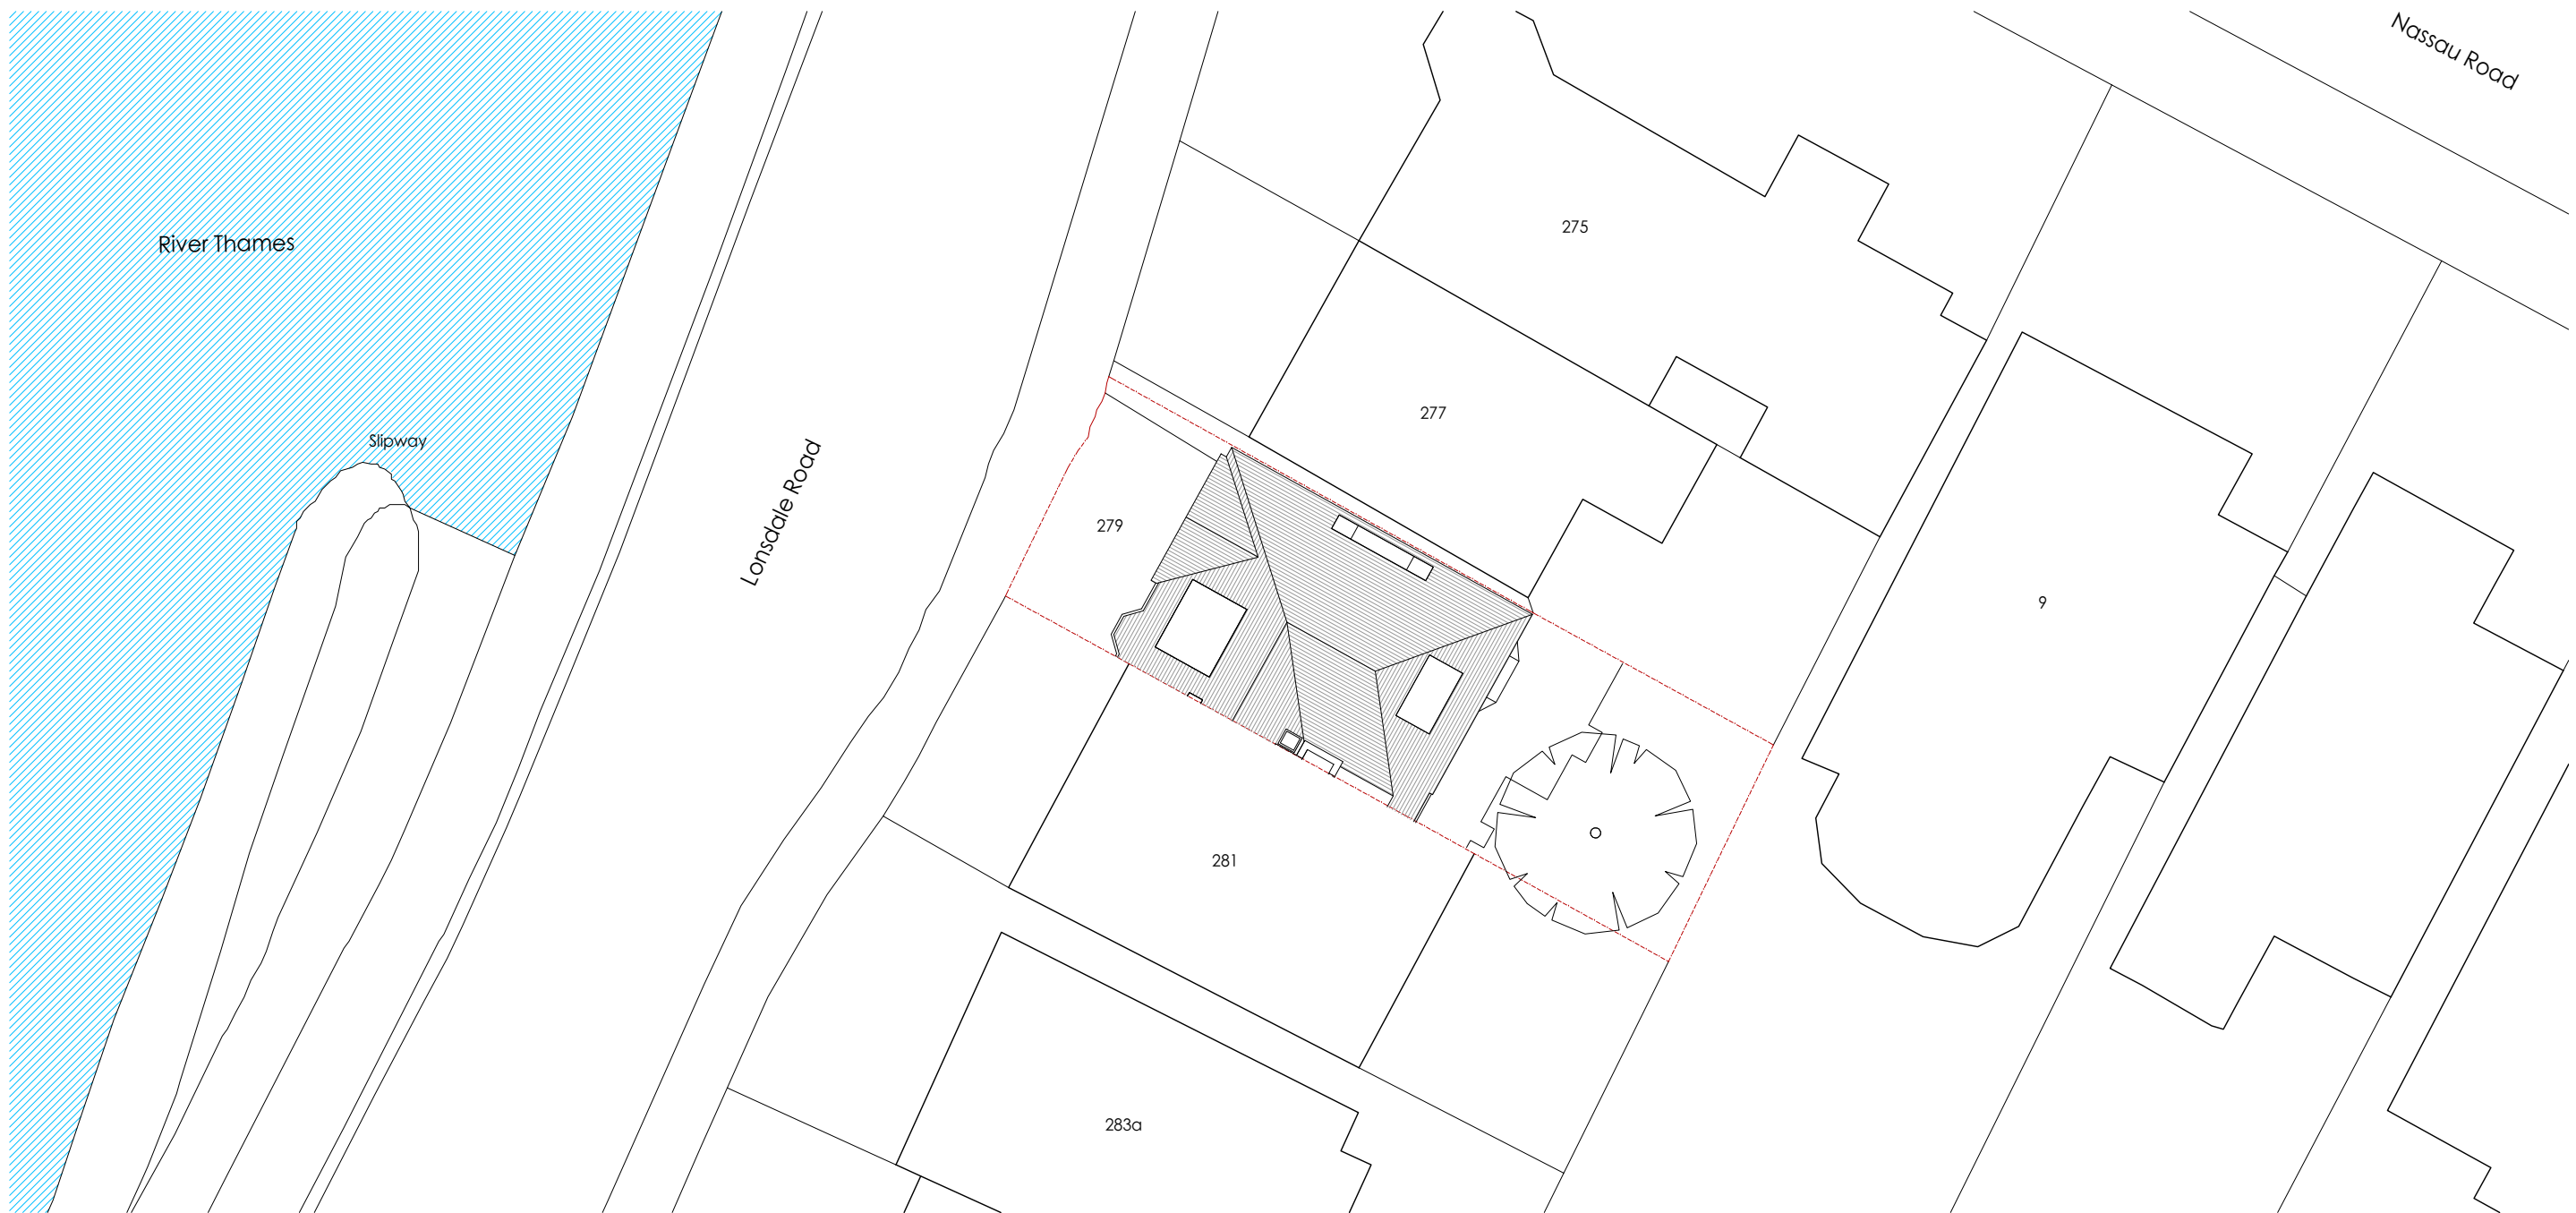 Nassau Road
275
River Thames
277
Slipway
Lonsdale Road
279
9
281
283a